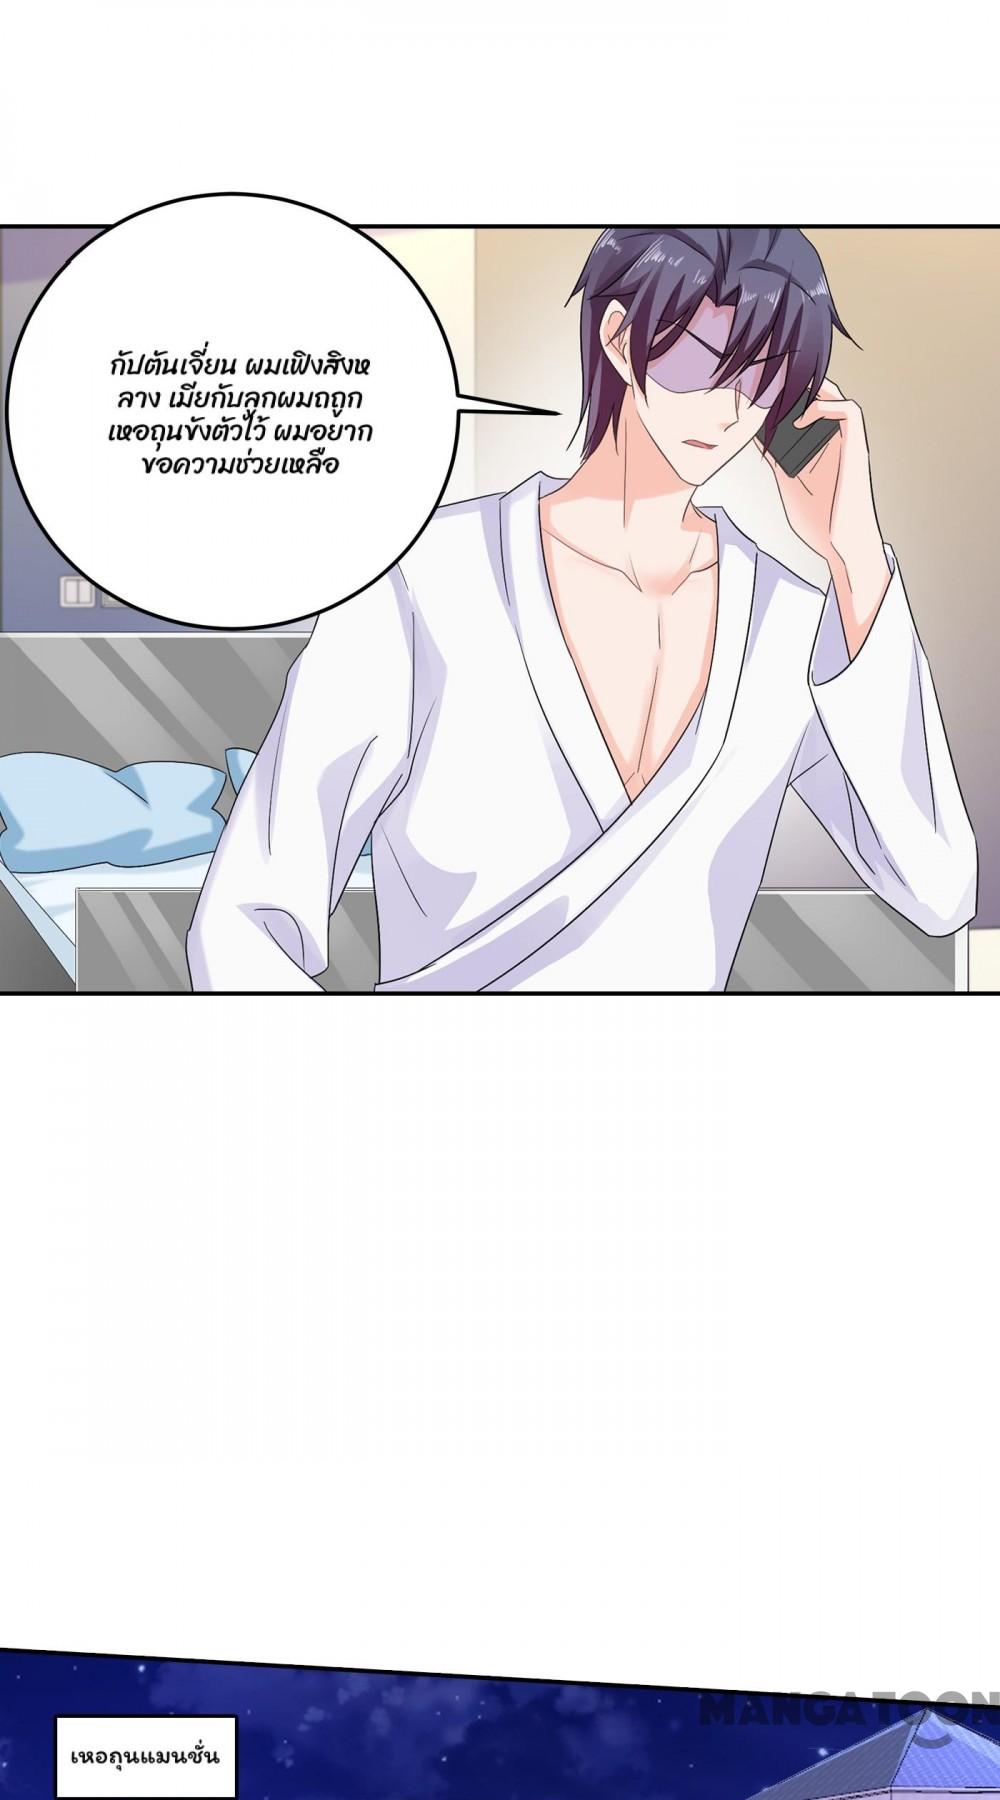 กัปตันเจี่ยน ผมเฟิงสิงห
ลาง เมียกับลูกผมถถูก
เหอถุนขังตัวไว้ ผมอยาก
ขอความช่วยเหลือ
MANGATOON
เหอถุนแมนชั่น